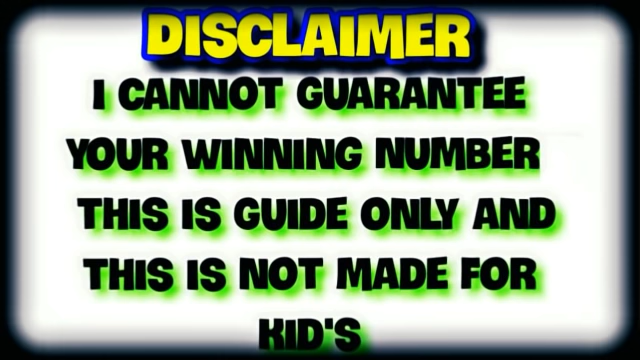 DISCLAIMER
I CANNOT GUARANTEE
YOUR WINNING NUMBER
THIS IS GUIDE ONLY AND
THIS IS NOT MADE FOR
KID'S